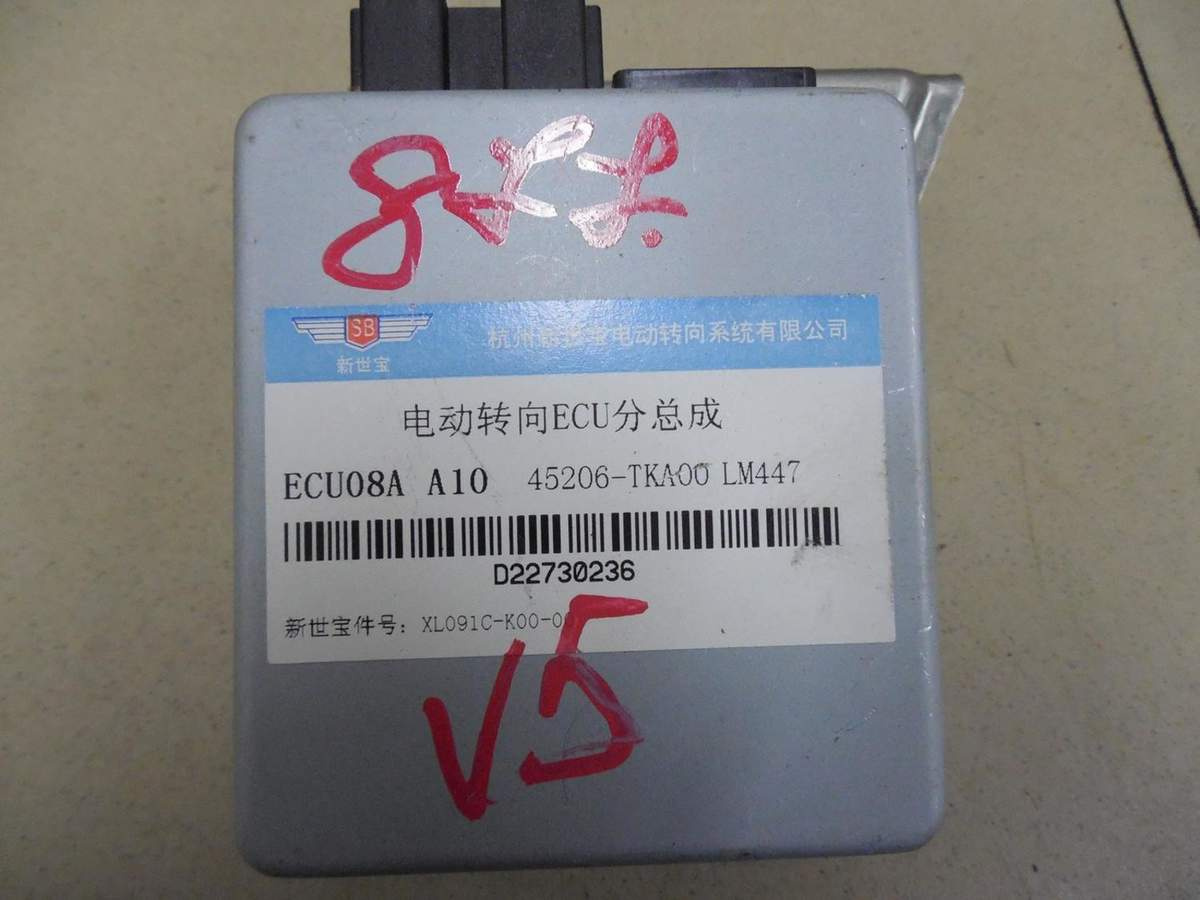 SB
新世宝
杭州新世宝电动转向系统有限公司
电动转向ECU分总成
ECU08A A10 45206-TKA00 LM447
D22730236
新世宝件号: XL091C-K00-00
V5